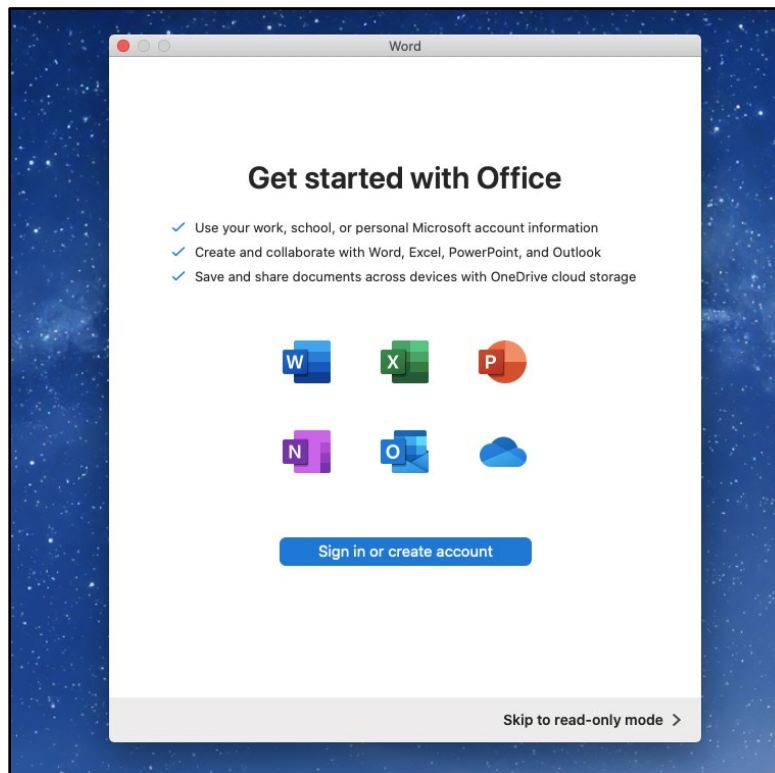 Word
Get started with Office
Use your work, school, or personal Microsoft account information
Create and collaborate with Word, Excel, PowerPoint, and Outlook
Save and share documents across devices with OneDrive cloud storage
W X P
N O
Sign in or create account
Skip to read-only mode